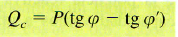 Q_c = P(tg φ − tg φ')